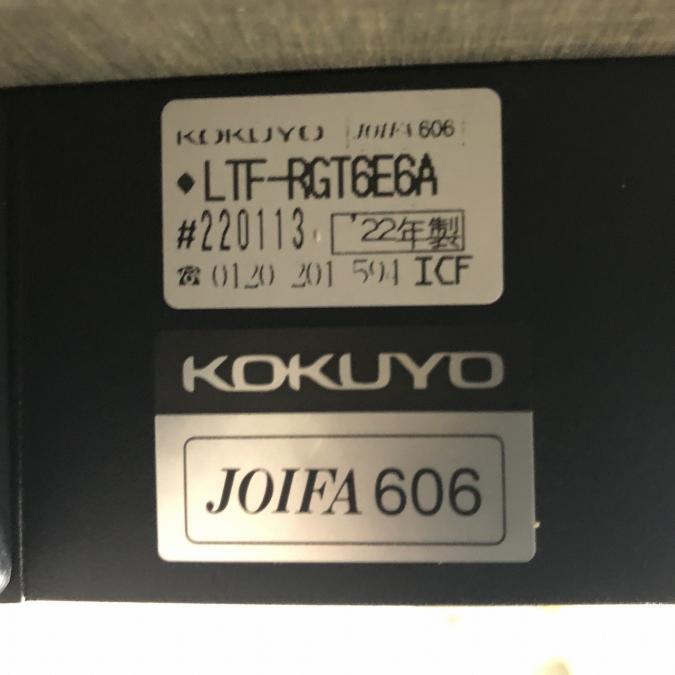 KOKUYO JOIFA 606
◆LTF-RGT6E6A
#220113 '22年製
☎ 0120 201 594 ICF
KOKUYO
JOIFA 606